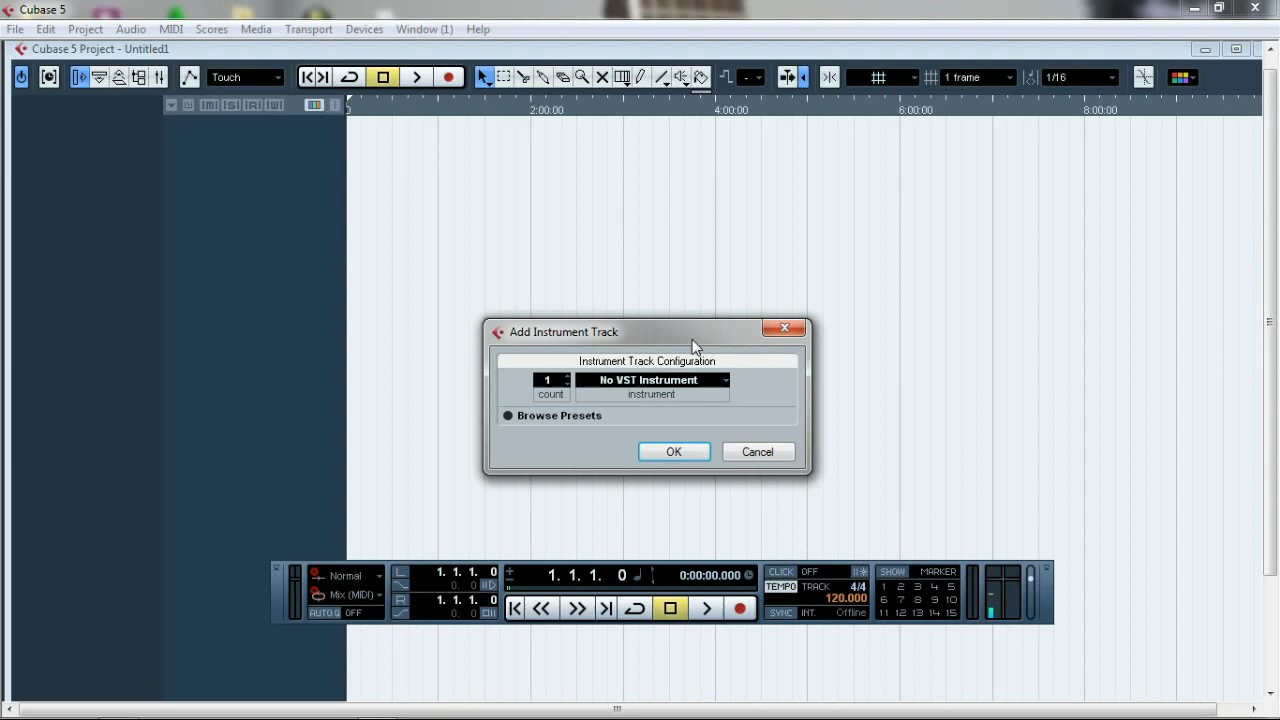 Cubase 5
File Edit Project Audio MIDI Scores Media Transport Devices Window (1) Help
Cubase 5 Project - Untitled1
Touch - 1 frame 1/16
2:00:00 4:00:00 6:00:00 8:00:00
Add Instrument Track
Instrument Track Configuration
1 No VST Instrument
count instrument
Browse Presets
OK Cancel
Normal L 1. 1. 1. 0 1. 1. 1. 0 0:00:00.000 CLICK OFF SHOW MARKER
0. 0 TEMPO TRACK 4/4 1 2 3 4 5
Mix (MIDI) R 1. 1. 1. 0 120.000 6 7 8 9 10
AUTO Q OFF 0. 0 SYNC INT. Offline 11 12 13 14 15